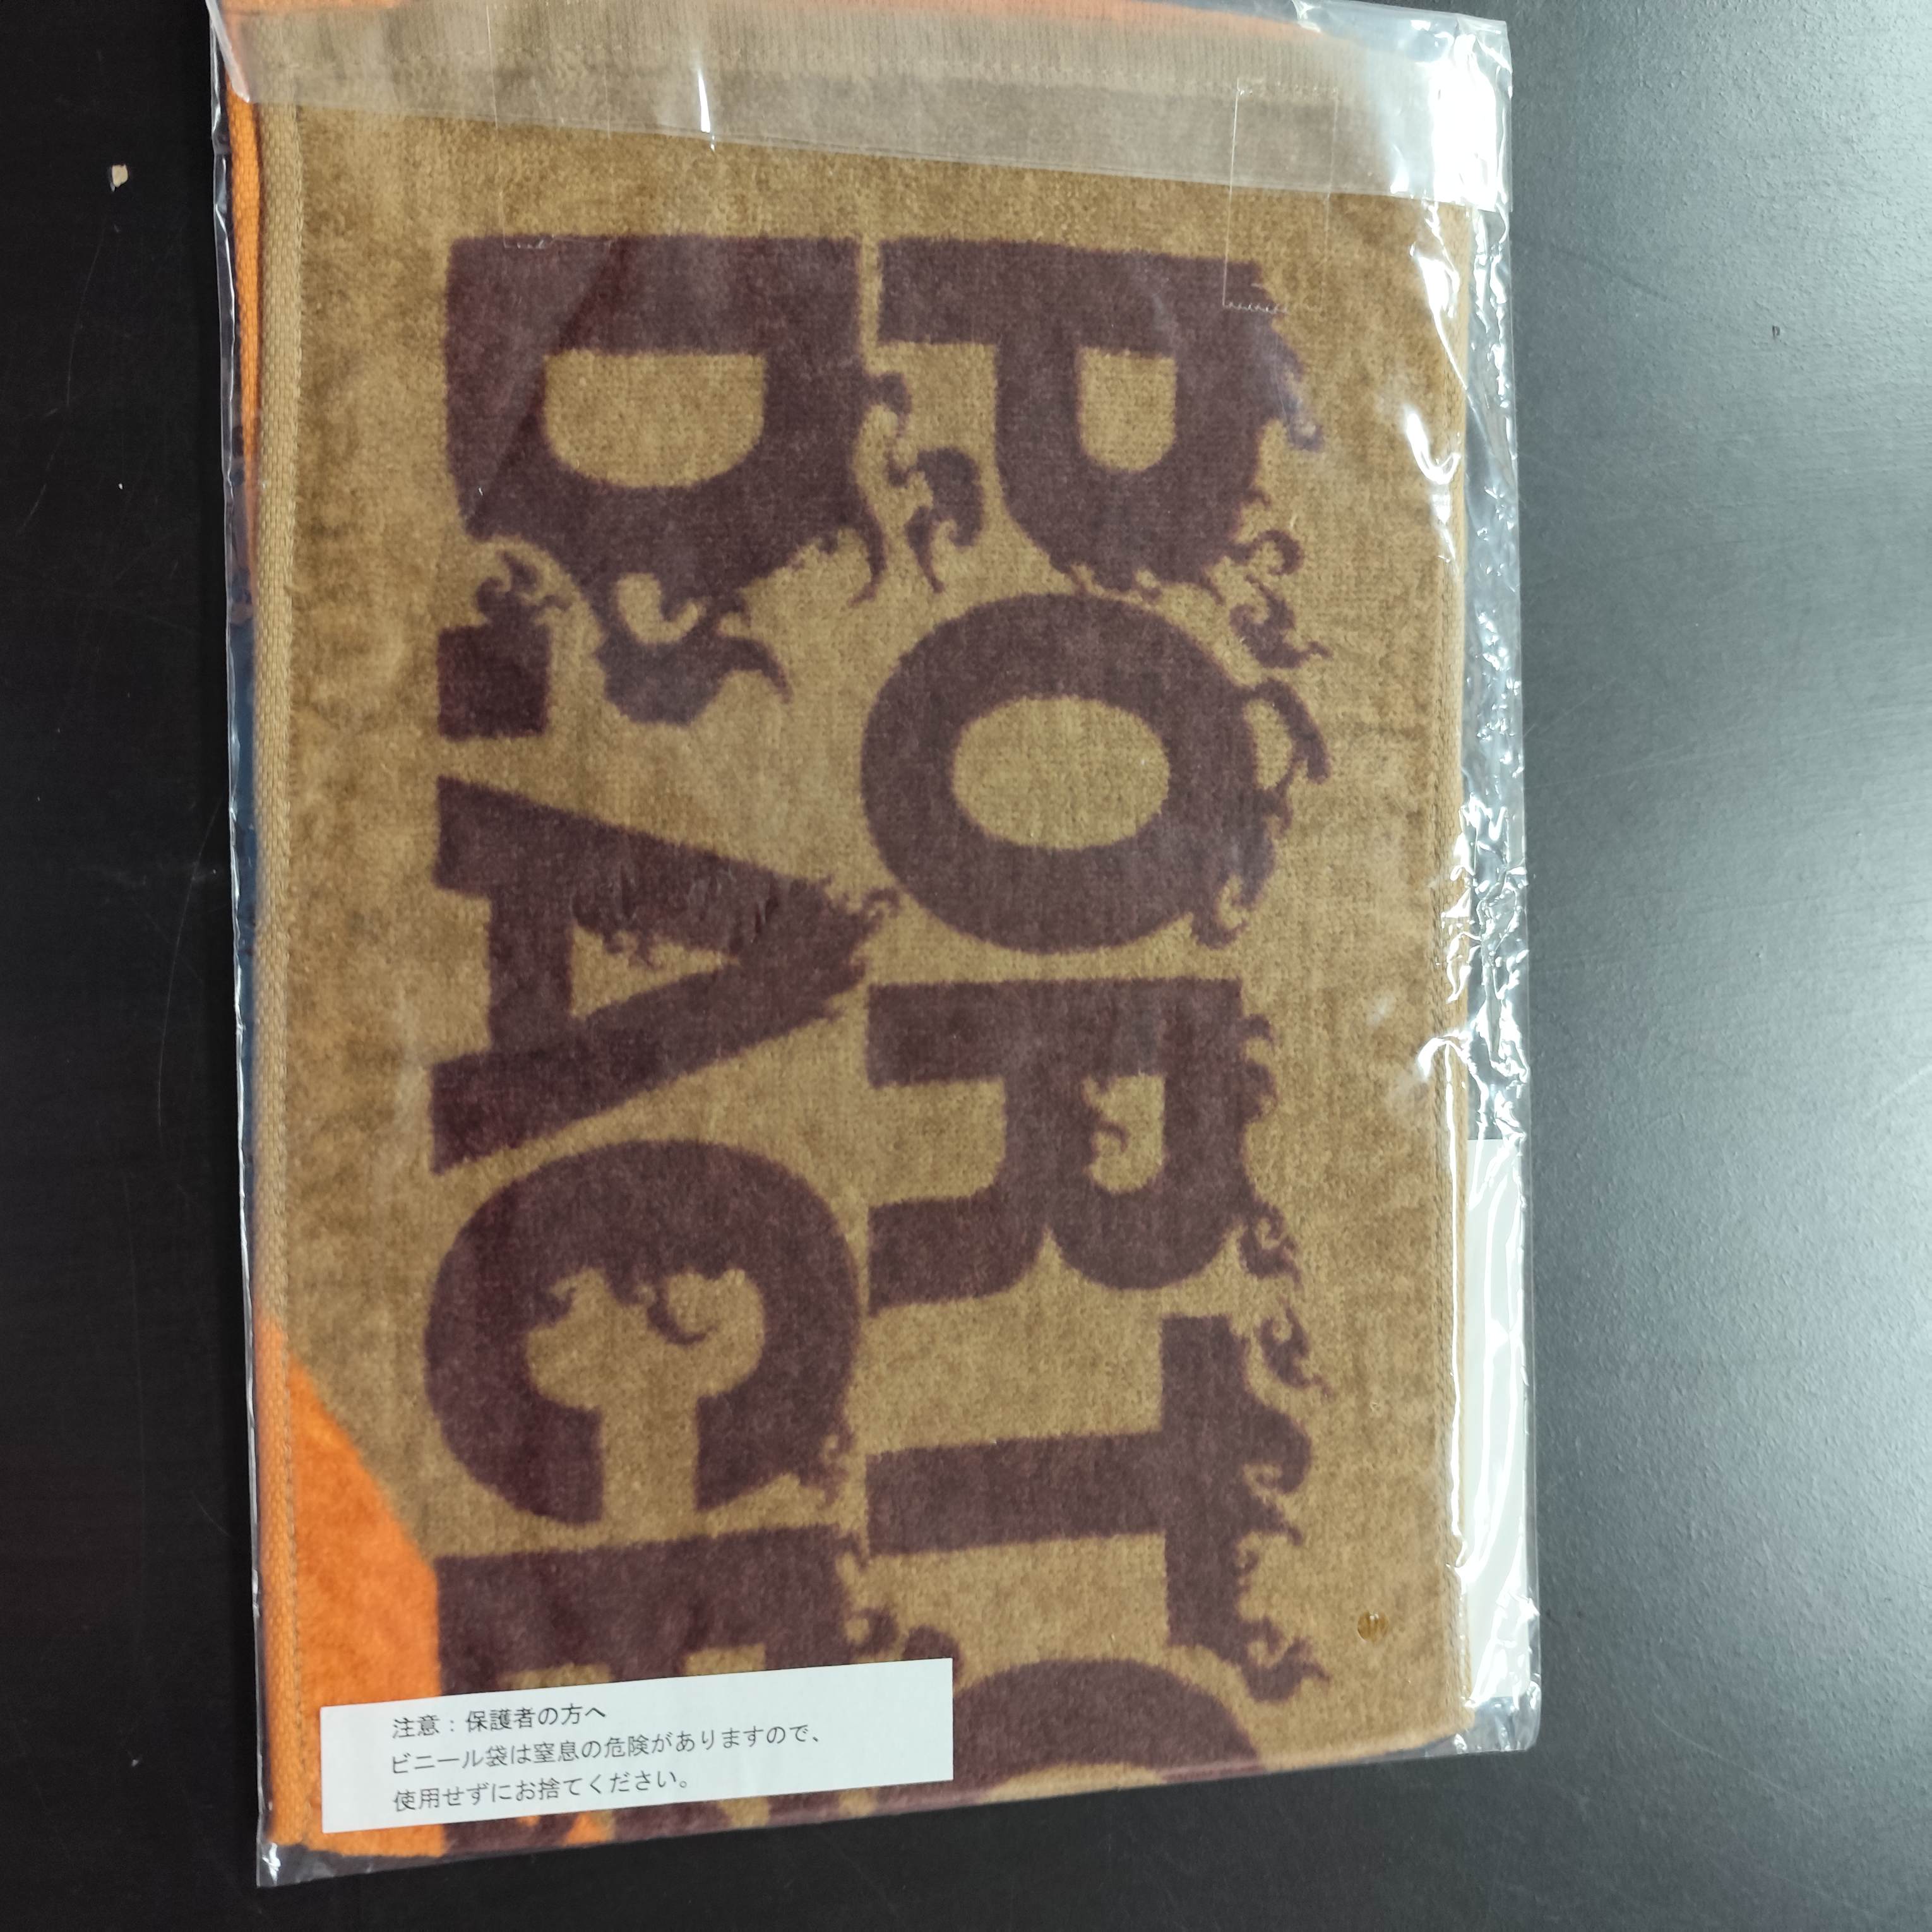 PORT
D.ACE
注意：保護者の方へ
ビニール袋は窒息の危険がありますので、
使用せずにお捨てください。